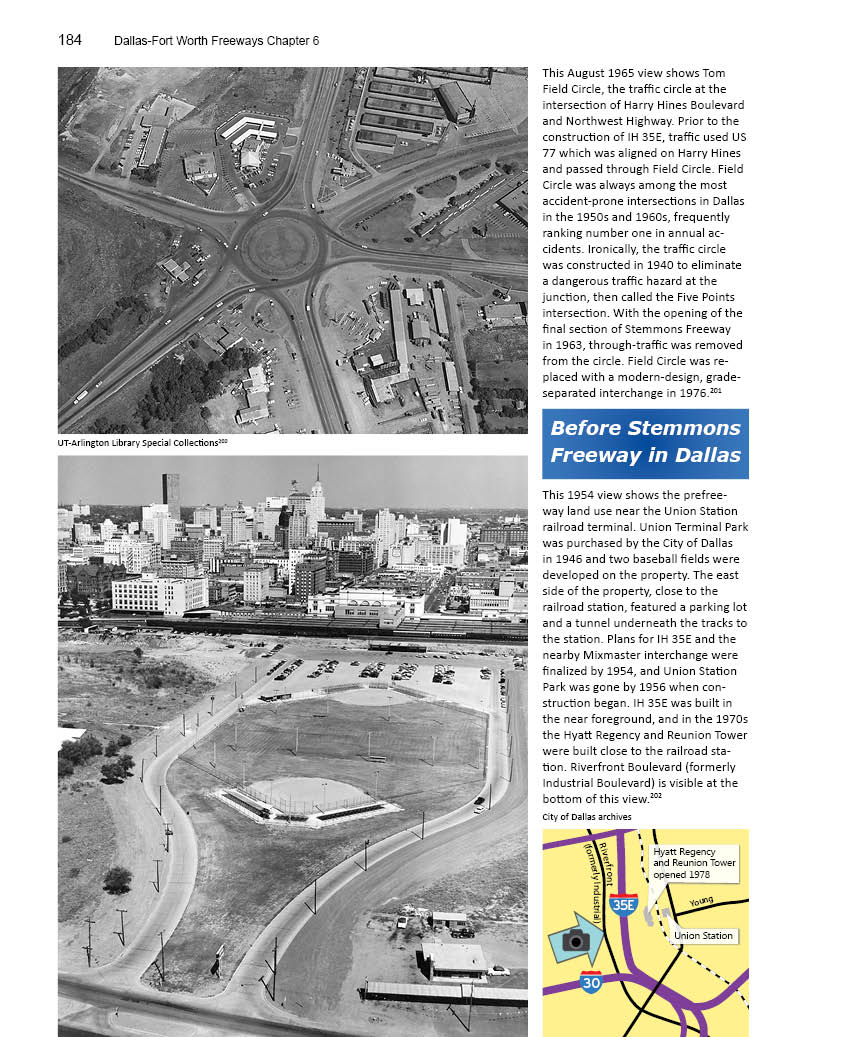 184
Dallas-Fort Worth Freeways Chapter 6
This August 1965 view shows Tom
Field Circle, the traffic circle at the
intersection of Harry Hines Boulevard
and Northwest Highway. Prior to the
construction of IH 35E, traffic used US
77 which was aligned on Harry Hines
and passed through Field Circle. Field
Circle was always among the most
accident-prone intersections in Dallas
in the 1950s and 1960s, frequently
ranking number one in annual ac-
cidents. Ironically, the traffic circle
was constructed in 1940 to eliminate
a dangerous traffic hazard at the
junction, then called the Five Points
intersection. With the opening of the
final section of Stemmons Freeway
in 1963, through-traffic was removed
from the circle. Field Circle was re-
placed with a modern-design, grade-
separated interchange in 1976.201
UT-Arlington Library Special Collections200
Before Stemmons
Freeway in Dallas
This 1954 view shows the prefree-
way land use near the Union Station
railroad terminal. Union Terminal Park
was purchased by the City of Dallas
in 1946 and two baseball fields were
developed on the property. The east
side of the property, close to the
railroad station, featured a parking lot
and a tunnel underneath the tracks to
the station. Plans for IH 35E and the
nearby Mixmaster interchange were
finalized by 1954, and Union Station
Park was gone by 1956 when con-
struction began. IH 35E was built in
the near foreground, and in the 1970s
the Hyatt Regency and Reunion Tower
were built close to the railroad sta-
tion. Riverfront Boulevard (formerly
Industrial Boulevard) is visible at the
bottom of this view.202
City of Dallas archives
Riverfront
(formerly Industrial)
Hyatt Regency
and Reunion Tower
opened 1978
35E
Young
Union Station
30